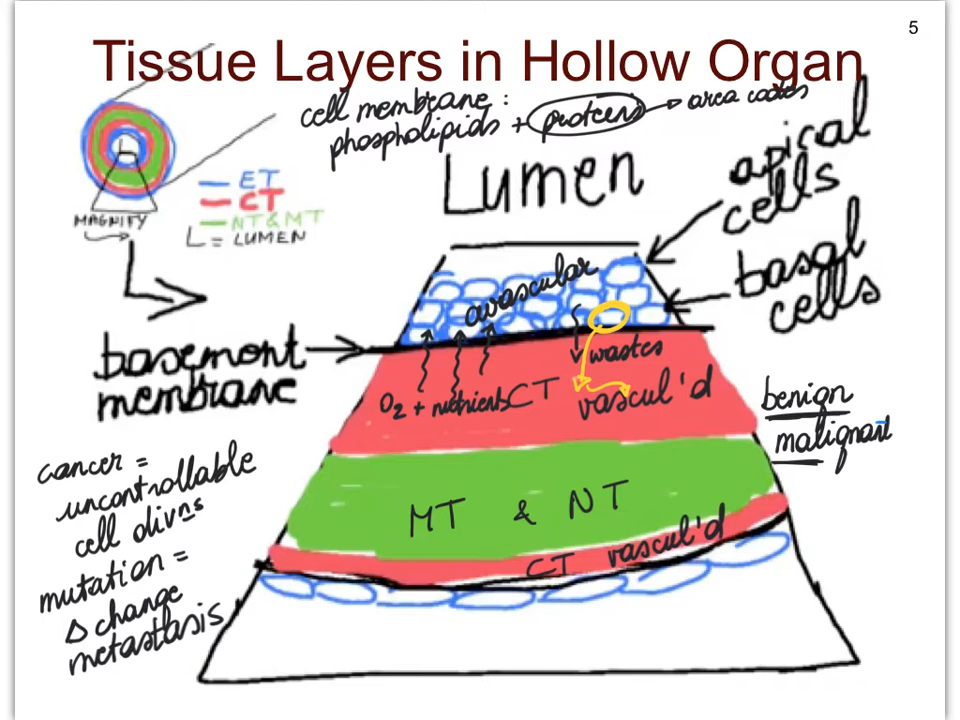 5
Tissue Layers in Hollow Organ
cell membrane :
phospholipids + proteins → area codes
Lumen
apical
cells
basal
cells
L
MAGNIFY
ET
CT
NT & MT
L = LUMEN
avascular
basement
membrane
wastes
O2 + nutrients
CT
vascul'd
benign
malignant
cancer =
uncontrollable
cell divns
mutation =
Δ change
metastasis
MT & NT
CT vascul'd